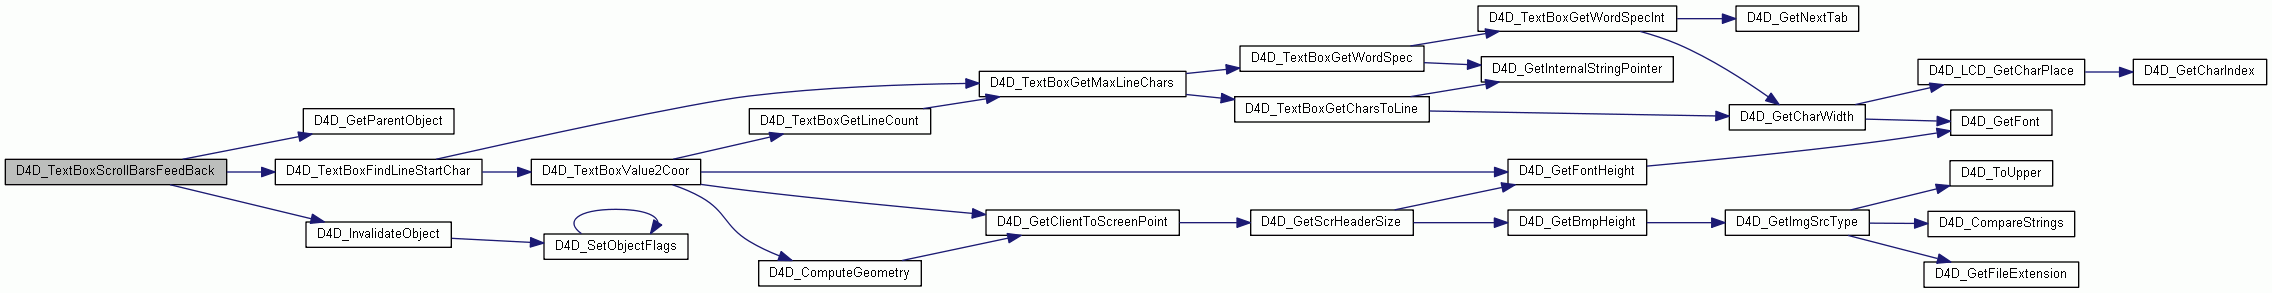 D4D_TextBoxScrollBarsFeedBack
D4D_GetParentObject
D4D_TextBoxFindLineStartChar
D4D_InvalidateObject
D4D_TextBoxValue2Coor
D4D_SetObjectFlags
D4D_TextBoxGetLineCount
D4D_ComputeGeometry
D4D_TextBoxGetMaxLineChars
D4D_GetClientToScreenPoint
D4D_TextBoxGetWordSpec
D4D_TextBoxGetCharsToLine
D4D_GetScrHeaderSize
D4D_TextBoxGetWordSpecInt
D4D_GetInternalStringPointer
D4D_GetFontHeight
D4D_GetBmpHeight
D4D_GetNextTab
D4D_GetCharWidth
D4D_GetImgSrcType
D4D_LCD_GetCharPlace
D4D_GetFont
D4D_ToUpper
D4D_CompareStrings
D4D_GetFileExtension
D4D_GetCharIndex